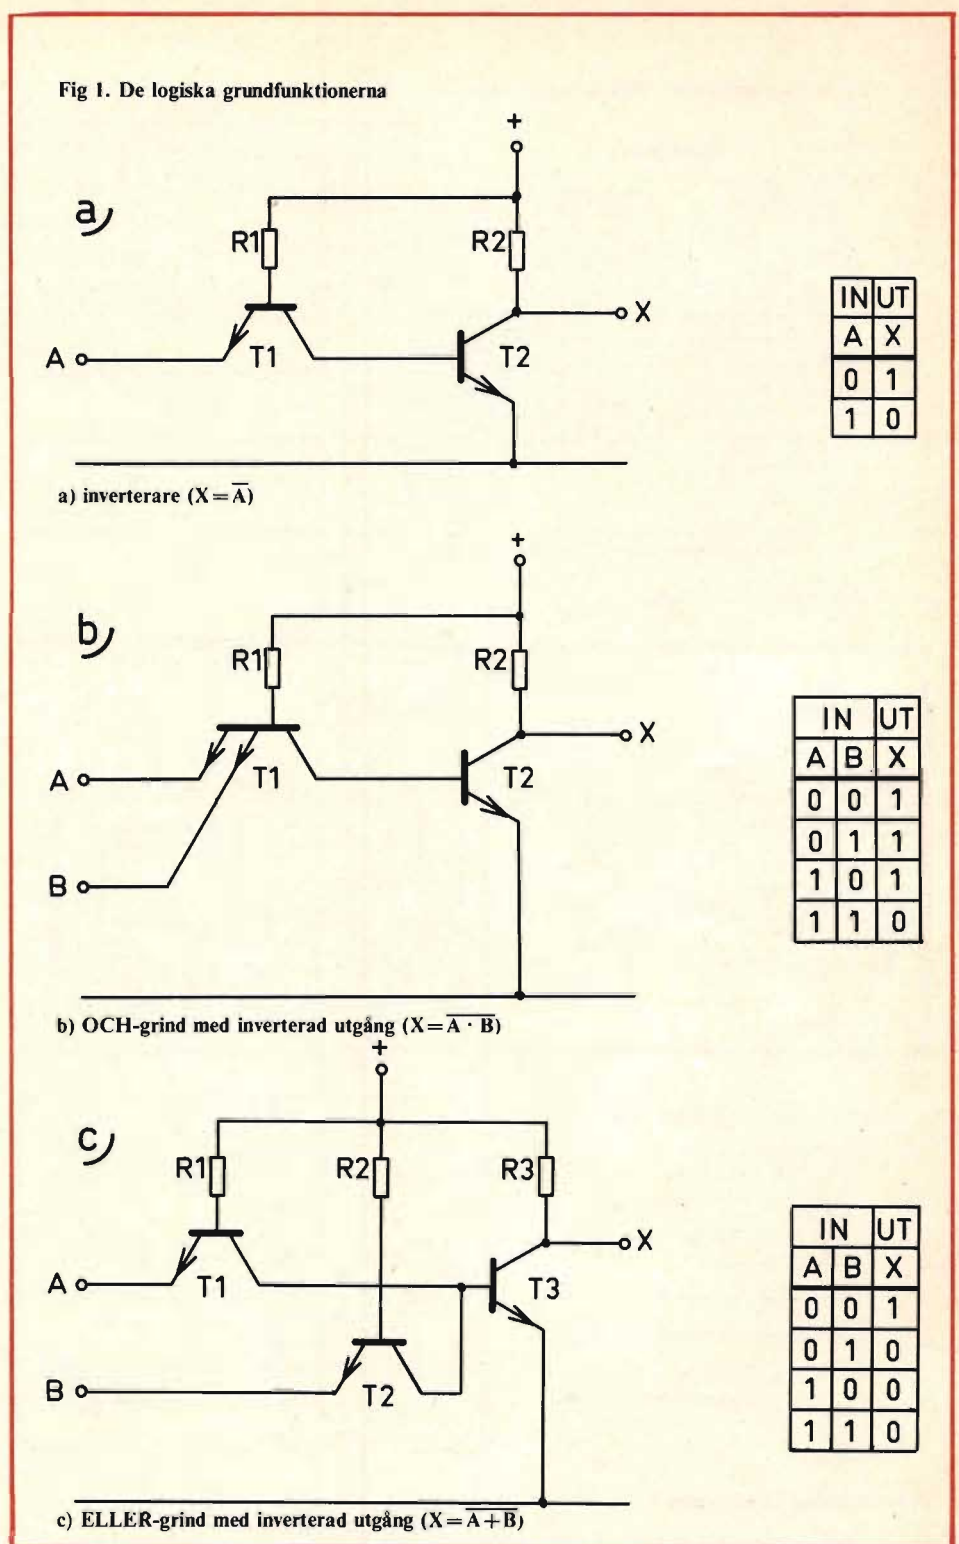 Fig 1. De logiska grundfunktionerna
+
a)
R1
R2
X
A
T1
T2
IN UT
A X
0 1
1 0
a) inverterare (X=A̅)
+
b)
R1
R2
X
A
T1
T2
B
IN UT
A B X
0 0 1
0 1 1
1 0 1
1 1 0
b) OCH-grind med inverterad utgång (X=A̅ ̅·̅ ̅B̅)
+
c)
R1
R2
R3
X
A
T1
T3
B
T2
IN UT
A B X
0 0 1
0 1 0
1 0 0
1 1 0
c) ELLER-grind med inverterad utgång (X=A̅+̅B̅)